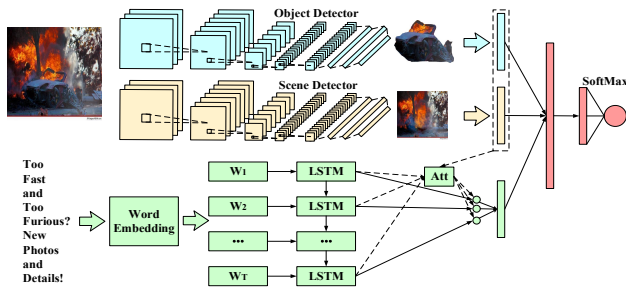 Object Detector
Scene Detector
SoftMax
Too
Fast
and
Too
Furious?
New
Photos
and
Details!
Word
Embedding
W1
LSTM
Att
W2
LSTM
...
...
WT
LSTM